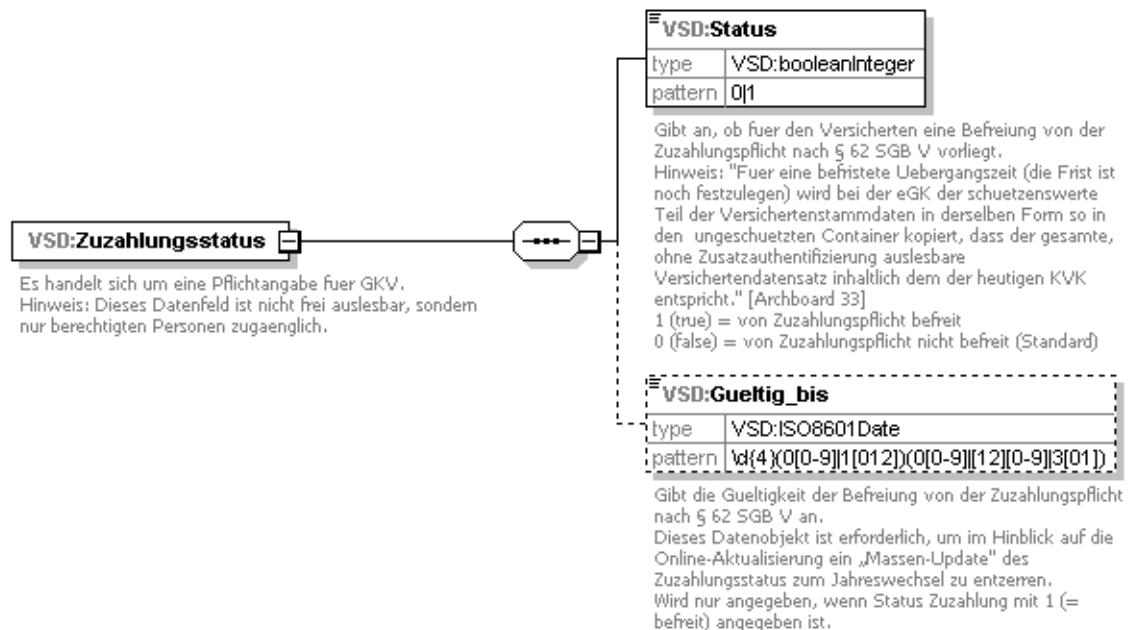 VSD:Zuzahlungsstatus
Es handelt sich um eine Pflichtangabe fuer GKV.
Hinweis: Dieses Datenfeld ist nicht frei auslesbar, sondern
nur berechtigten Personen zugaenglich.
VSD:Status
type VSD:booleanInteger
pattern 0|1
Gibt an, ob fuer den Versicherten eine Befreiung von der
Zuzahlungspflicht nach § 62 SGB V vorliegt.
Hinweis: "Fuer eine befristete Uebergangszeit (die Frist ist
noch festzulegen) wird bei der eGK der schuetzenswerte
Teil der Versichertenstammdaten in derselben Form so in
den ungeschuetzten Container kopiert, dass der gesamte,
ohne Zusatzauthentifizierung auslesbare
Versichertendatensatz inhaltlich dem der heutigen KVK
entspricht." [Archboard 33]
1 (true) = von Zuzahlungspflicht befreit
0 (false) = von Zuzahlungspflicht nicht befreit (Standard)
VSD:Gueltig_bis
type VSD:ISO8601Date
pattern \d{4}(0[0-9]|1[012])(0[0-9]|[12][0-9]|3[01])
Gibt die Gueltigkeit der Befreiung von der Zuzahlungspflicht
nach § 62 SGB V an.
Dieses Datenobjekt ist erforderlich, um im Hinblick auf die
Online-Aktualisierung ein „Massen-Update" des
Zuzahlungsstatus zum Jahreswechsel zu entzerren.
Wird nur angegeben, wenn Status Zuzahlung mit 1 (=
befreit) angegeben ist.